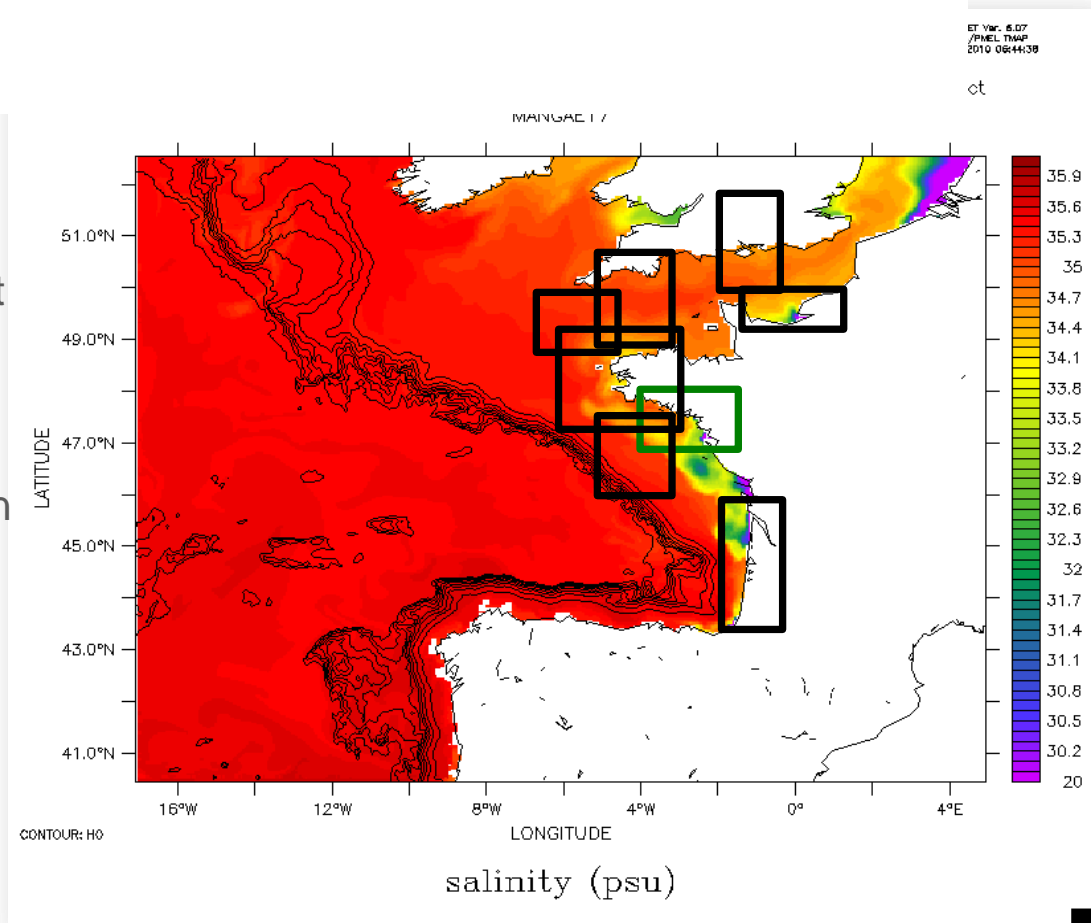 ET Ver. 6.07
/PMEL TMAP
2010 06:44:38
ct
t
n
51.0°N
49.0°N
47.0°N
45.0°N
43.0°N
41.0°N
LATITUDE
16°W
12°W
8°W
4°W
0°
4°E
LONGITUDE
CONTOUR: H0
salinity (psu)
35.9
35.6
35.3
35
34.7
34.4
34.1
33.8
33.5
33.2
32.9
32.6
32.3
32
31.7
31.4
31.1
30.8
30.5
30.2
20